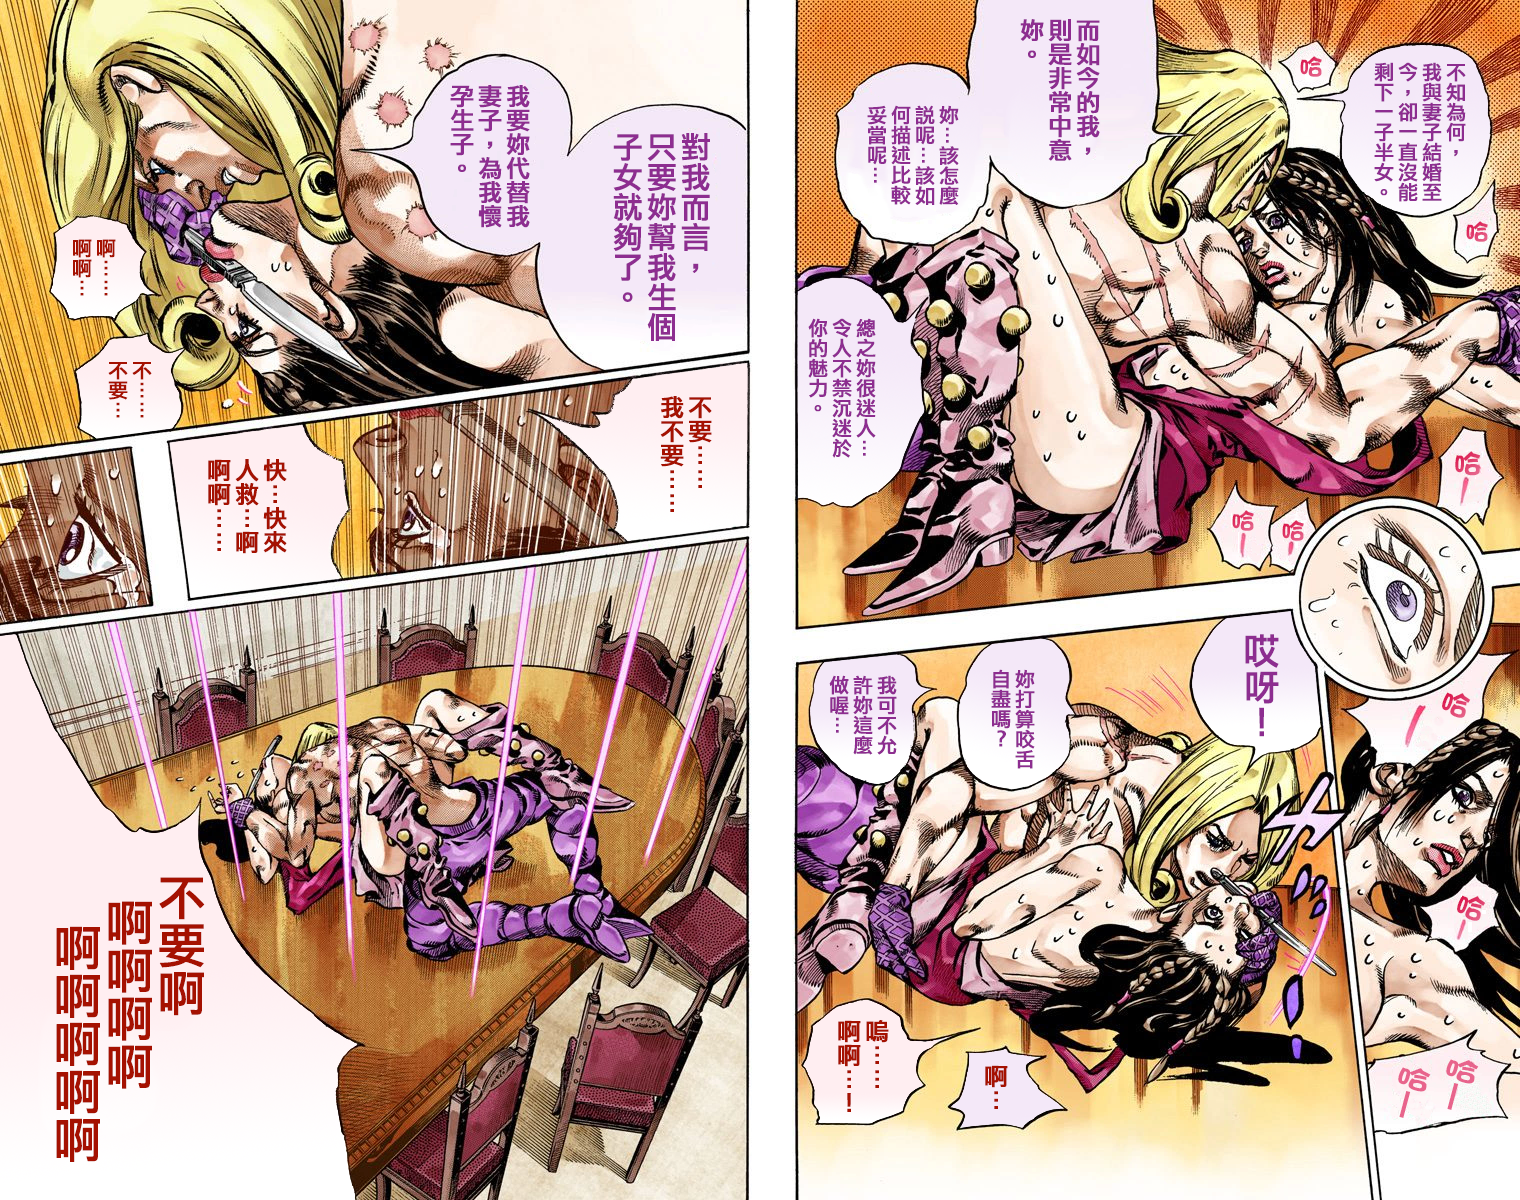 不知為何，
我與妻子結婚至
今，卻一直沒能
剩下一子半女。
哈
哈
而如今的我，
則是非常中意
妳。
妳…該怎麼
說呢…該如
何描述比較
妥當呢…
總之妳很迷人…
令人不禁沉迷於
你的魅力。
哈—
哈—
哈—
哈—
哈—
哈—
哈—
哎呀！
妳打算咬舌
自盡嗎？
我可不允
許妳這麼
做喔…
嗚……
啊啊…！
啊…
對我而言，
只要妳幫我生個
子女就夠了。
我要妳代替我
妻子，為我懷
孕生子。
啊……
啊啊…
不……
不要…
不要……
我不要……
快…快來
人救…啊
啊啊……
不要啊
啊啊啊啊
啊啊啊啊啊